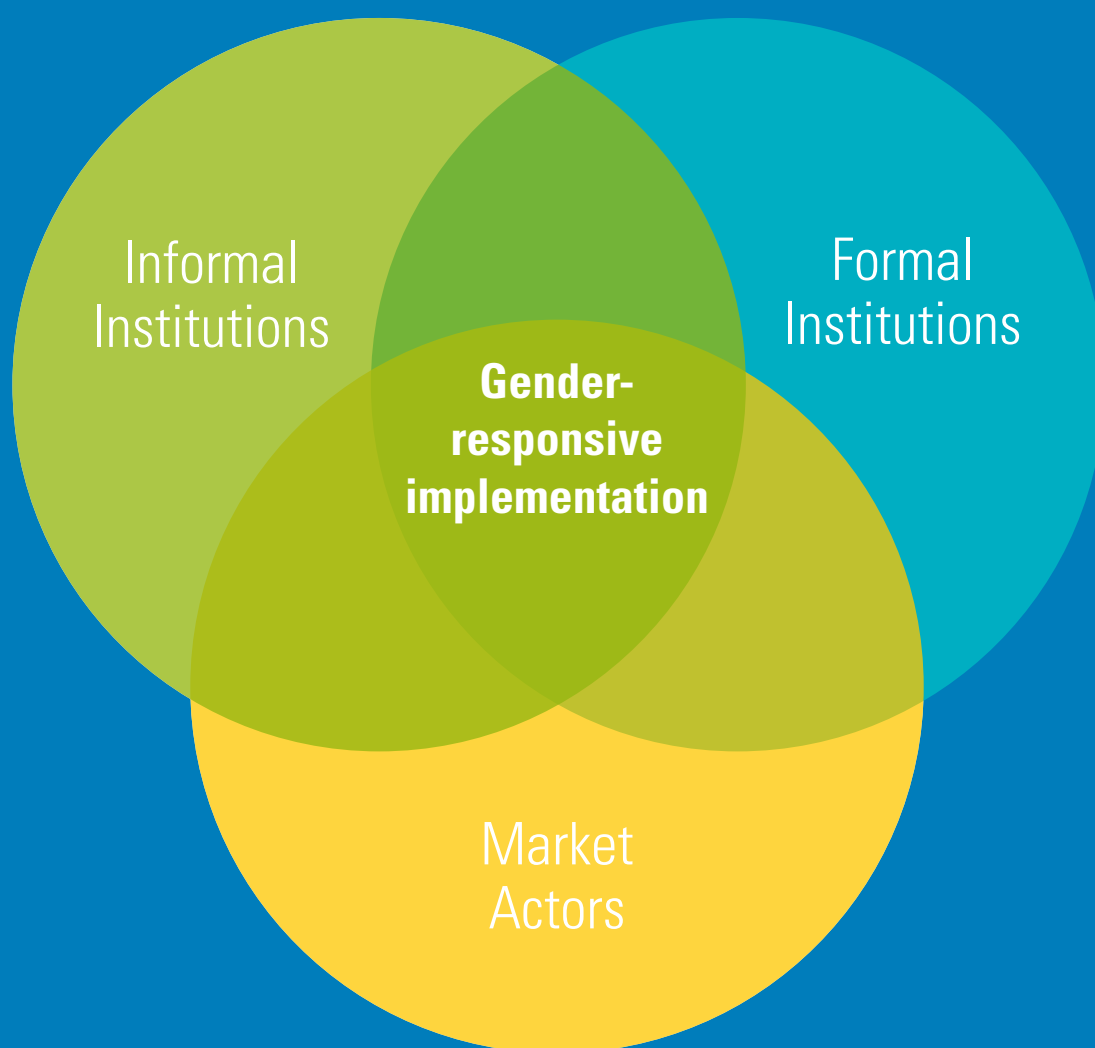 Informal
Institutions
Formal
Institutions
Gender-
responsive
implementation
Market
Actors